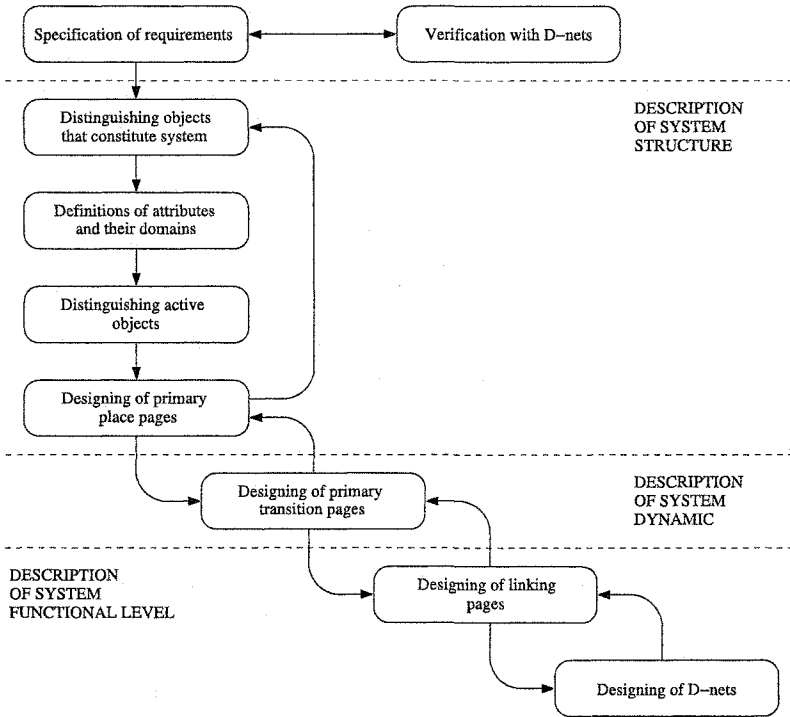 Specification of requirements
Verification with D–nets
Distinguishing objects
that constitute system
DESCRIPTION
OF SYSTEM
STRUCTURE
Definitions of attributes
and their domains
Distinguishing active
objects
Designing of primary
place pages
Designing of primary
transition pages
DESCRIPTION
OF SYSTEM
DYNAMIC
DESCRIPTION
OF SYSTEM
FUNCTIONAL LEVEL
Designing of linking
pages
Designing of D–nets